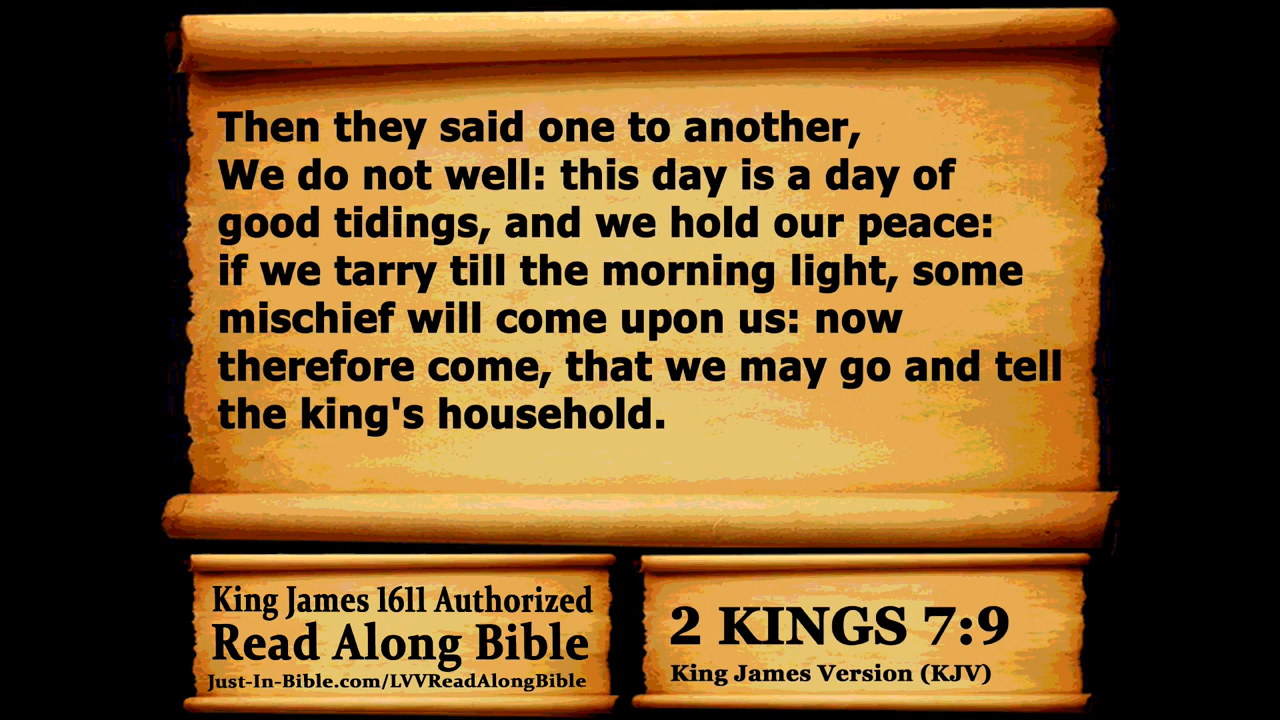 Then they said one to another,
We do not well: this day is a day of
good tidings, and we hold our peace:
if we tarry till the morning light, some
mischief will come upon us: now
therefore come, that we may go and tell
the king's household.
King James 1611 Authorized
Read Along Bible
Just-In-Bible.com/LVVReadAlongBible
2 KINGS 7:9
King James Version (KJV)